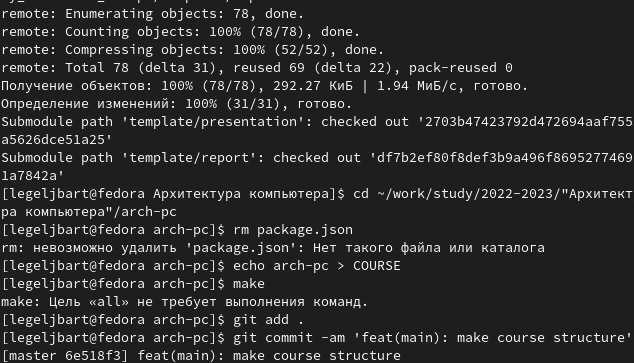 remote: Enumerating objects: 78, done.
remote: Counting objects: 100% (78/78), done.
remote: Compressing objects: 100% (52/52), done.
remote: Total 78 (delta 31), reused 69 (delta 22), pack-reused 0
Получение объектов: 100% (78/78), 292.27 КиБ | 1.94 МиБ/с, готово.
Определение изменений: 100% (31/31), готово.
Submodule path 'template/presentation': checked out '2703b47423792d472694aaf755
a5626dce51a25'
Submodule path 'template/report': checked out 'df7b2ef80f8def3b9a496f8695277469
1a7842a'
[legeljbart@fedora Архитектура компьютера]$ cd ~/work/study/2022-2023/"Архитект
ра компьютера"/arch-pc
[legeljbart@fedora arch-pc]$ rm package.json
rm: невозможно удалить 'package.json': Нет такого файла или каталога
[legeljbart@fedora arch-pc]$ echo arch-pc > COURSE
[legeljbart@fedora arch-pc]$ make
make: Цель «all» не требует выполнения команд.
[legeljbart@fedora arch-pc]$ git add .
[legeljbart@fedora arch-pc]$ git commit -am 'feat(main): make course structure'
[master 6e518f3] feat(main): make course structure